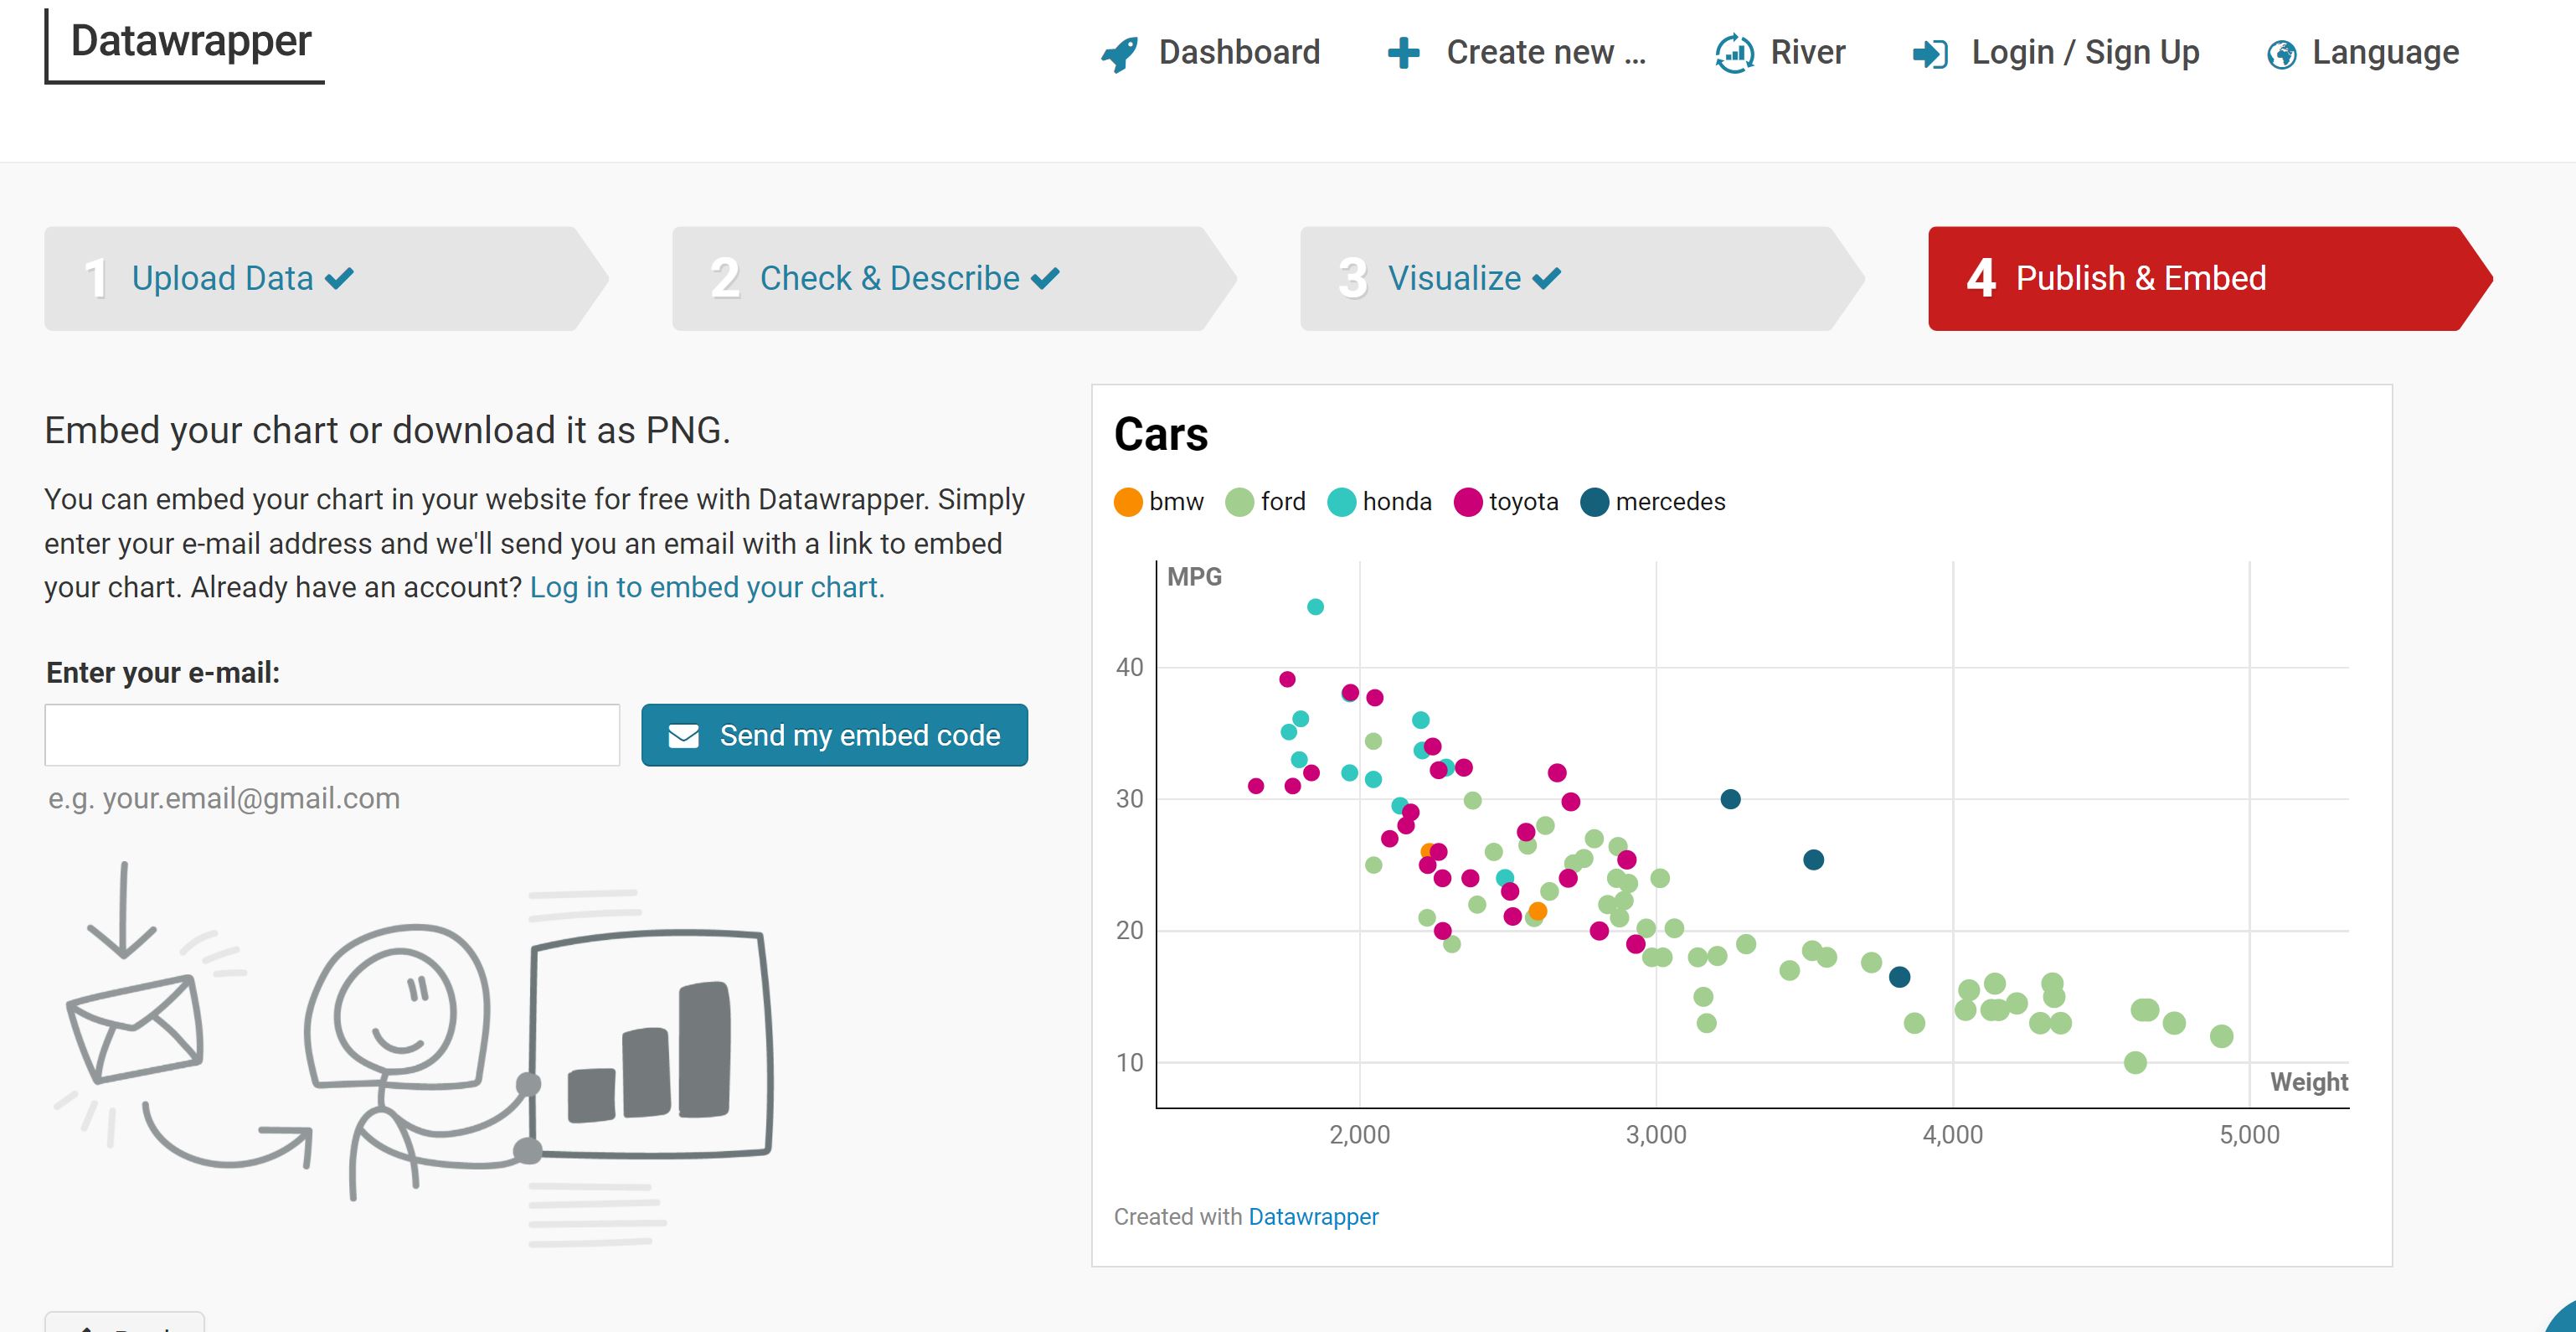 Datawrapper
Dashboard
Create new ...
River
Login / Sign Up
Language
1 Upload Data
2 Check & Describe
3 Visualize
4 Publish & Embed
Embed your chart or download it as PNG.
You can embed your chart in your website for free with Datawrapper. Simply
enter your e-mail address and we'll send you an email with a link to embed
your chart. Already have an account? Log in to embed your chart.
Enter your e-mail:
Send my embed code
e.g. your.email@gmail.com
Cars
bmw ford honda toyota mercedes
MPG
40
30
20
10
Weight
2,000 3,000 4,000 5,000
Created with Datawrapper